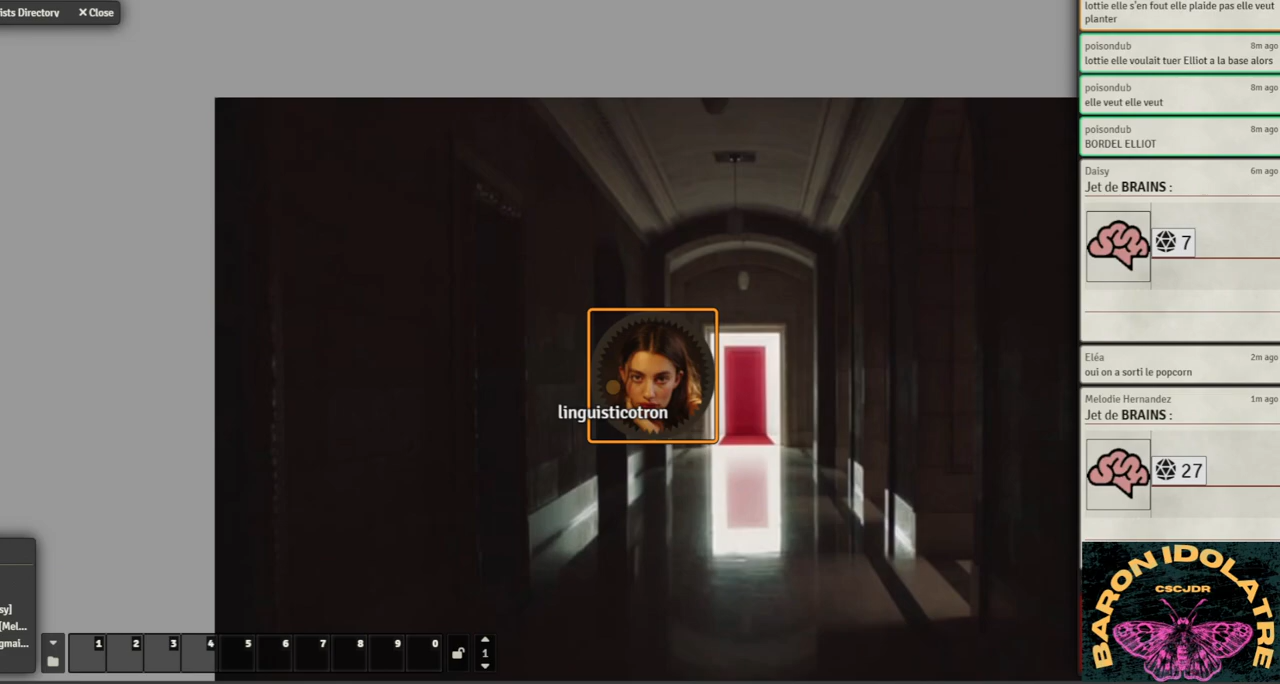 ists Directory
Close
lottie elle s'en fout elle plaide pas elle veut
planter
poisondub 8m ago
lottie elle voulait tuer Elliot a la base alors
poisondub 8m ago
elle veut elle veut
poisondub 8m ago
BORDEL ELLIOT
Daisy 6m ago
Jet de BRAINS :
7
Eléa 2m ago
oui on a sorti le popcorn
Melodie Hernandez 1m ago
Jet de BRAINS :
27
linguisticotron
sy]
[Mel...
gmai...
1 2 3 4 5 6 7 8 9 0
1
BARON IDOLATRE
CSCJDR